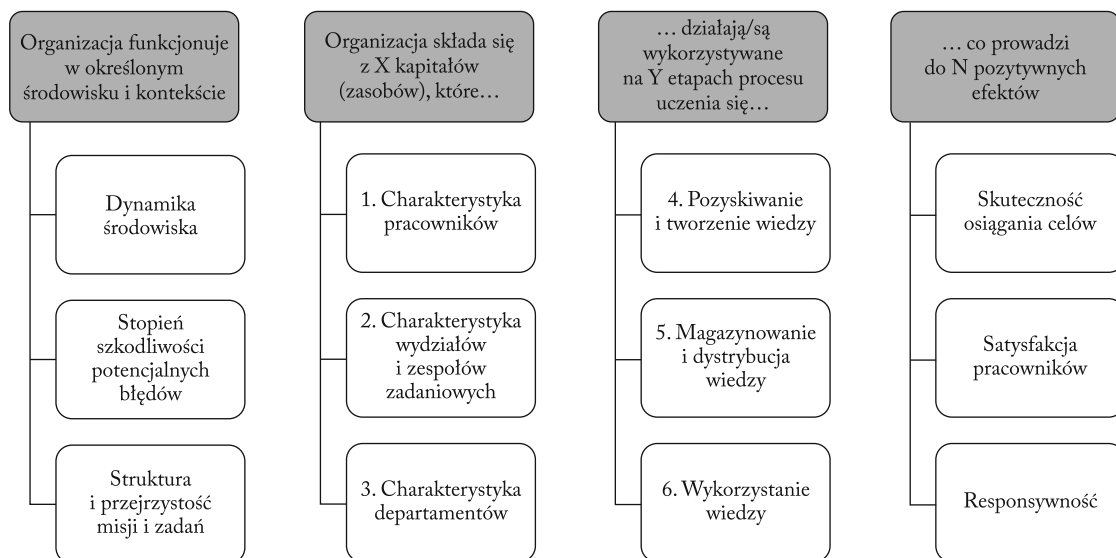 Organizacja funkcjonuje
w określonym
środowisku i kontekście
Dynamika
środowiska
Stopień
szkodliwości
potencjalnych
błędów
Struktura
i przejrzystość
misji i zadań
Organizacja składa się
z X kapitałów
(zasobów), które…
1. Charakterystyka
pracowników
2. Charakterystyka
wydziałów
i zespołów
zadaniowych
3. Charakterystyka
departamentów
… działają/są
wykorzystywane
na Y etapach procesu
uczenia się…
4. Pozyskiwanie
i tworzenie wiedzy
5. Magazynowanie
i dystrybucja
wiedzy
6. Wykorzystanie
wiedzy
… co prowadzi
do N pozytywnych
efektów
Skuteczność
osiągania celów
Satysfakcja
pracowników
Responsywność